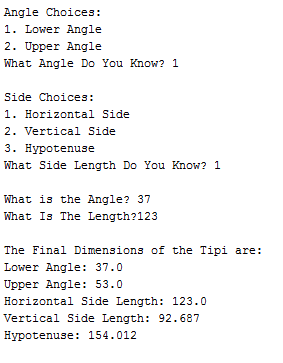 Angle Choices:
1. Lower Angle
2. Upper Angle
What Angle Do You Know? 1
Side Choices:
1. Horizontal Side
2. Vertical Side
3. Hypotenuse
What Side Length Do You Know? 1
What is the Angle? 37
What Is The Length?123
The Final Dimensions of the Tipi are:
Lower Angle: 37.0
Upper Angle: 53.0
Horizontal Side Length: 123.0
Vertical Side Length: 92.687
Hypotenuse: 154.012